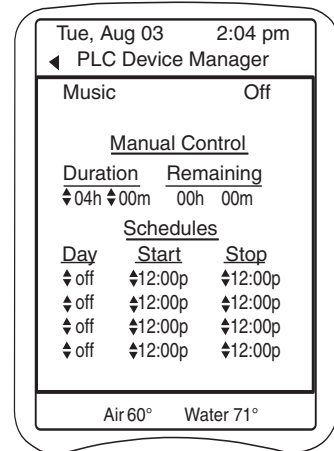 Tue, Aug 03 2:04 pm
PLC Device Manager
Music Off
Manual Control
Duration Remaining
04h 00m 00h 00m
Schedules
Day Start Stop
off 12:00p 12:00p
off 12:00p 12:00p
off 12:00p 12:00p
off 12:00p 12:00p
Air 60° Water 71°